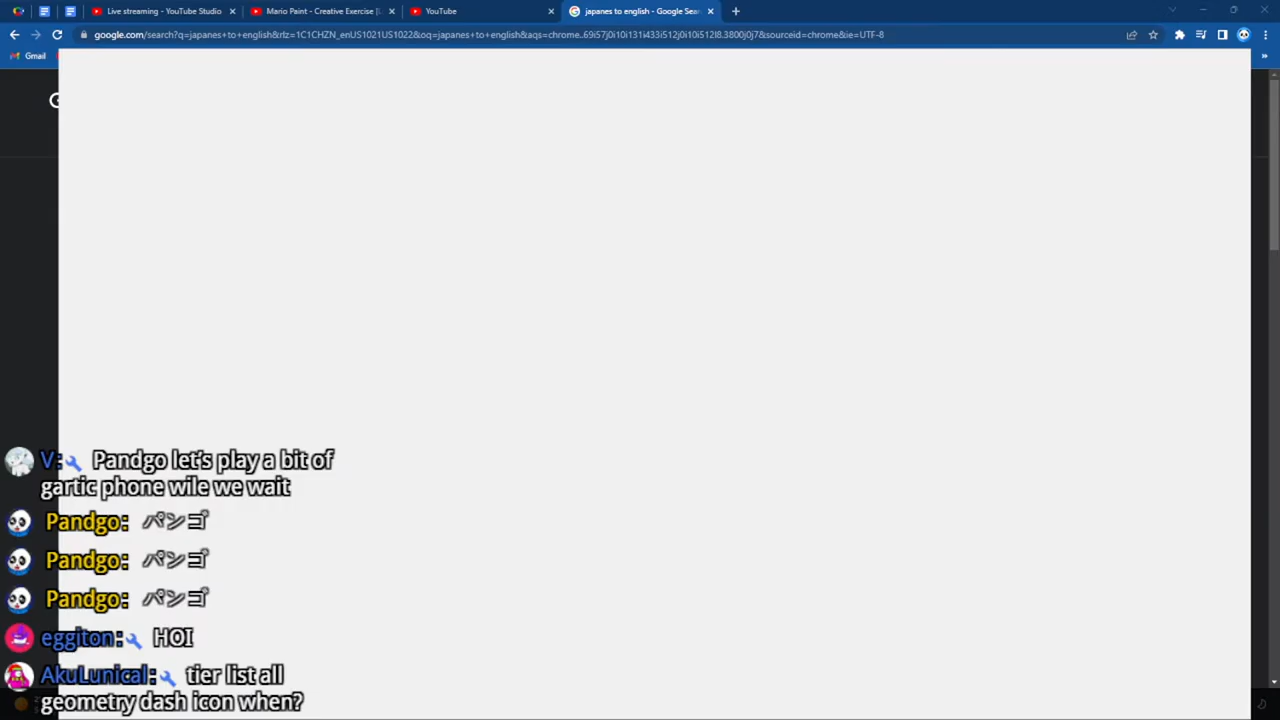 Live streaming - YouTube Studio
Mario Paint - Creative Exercise [
YouTube
japanes to english - Google Sear
google.com/search?q=japanes+to+english&rlz=1C1CHZN_enUS1021US1022&oq=japanes+to+english&aqs=chrome..69i57j0i10i131i433i512j0i10i512l8.3800j0j7&sourceid=chrome&ie=UTF-8
Gmail
V: Pandgo let's play a bit of
gartic phone wile we wait
Pandgo: パンゴ
Pandgo: パンゴ
Pandgo: パンゴ
eggiton: HOI
AkuLunical: tier list all
geometry dash icon when?